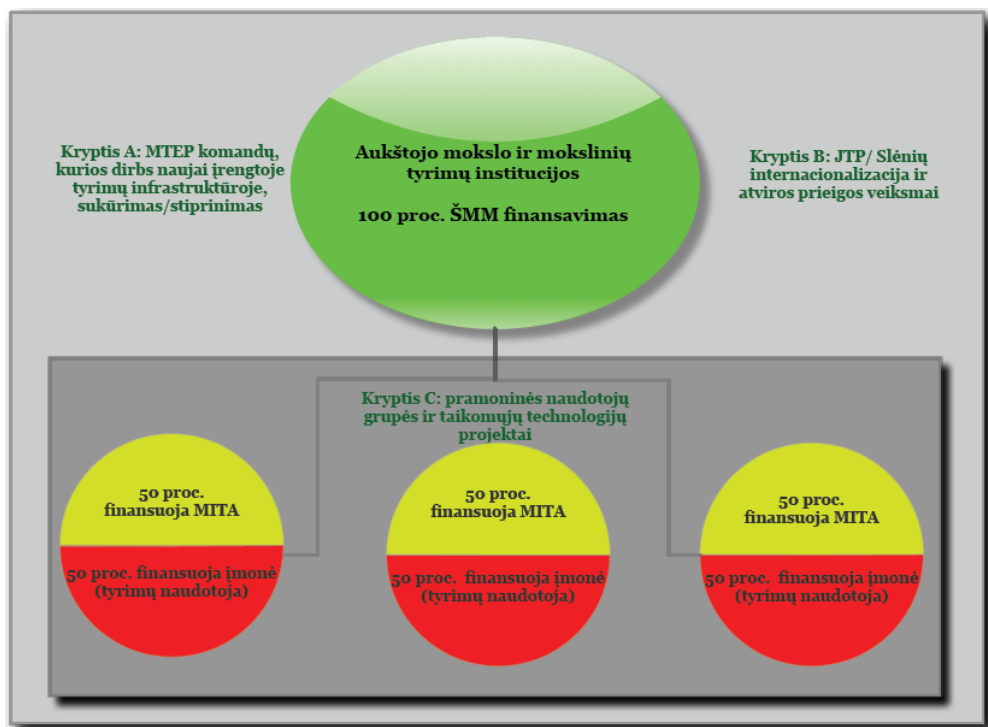 Kryptis A: MTEP komandų,
kurios dirbs naujai įrengtoje
tyrimų infrastruktūroje,
sukūrimas/stiprinimas
Aukštojo mokslo ir mokslinių
tyrimų institucijos
100 proc. ŠMM finansavimas
Kryptis B: JTP/ Slėnių
internacionalizacija ir
atviros prieigos veiksmai
Kryptis C: pramoninės naudotojų
grupės ir taikomųjų technologijų
projektai
50 proc.
finansuoja MITA
50 proc. finansuoja įmonė
(tyrimų naudotoja)
50 proc.
finansuoja MITA
50 proc. finansuoja įmonė
(tyrimų naudotoja)
50 proc.
finansuoja MITA
50 proc. finansuoja įmonė
(tyrimų naudotoja)